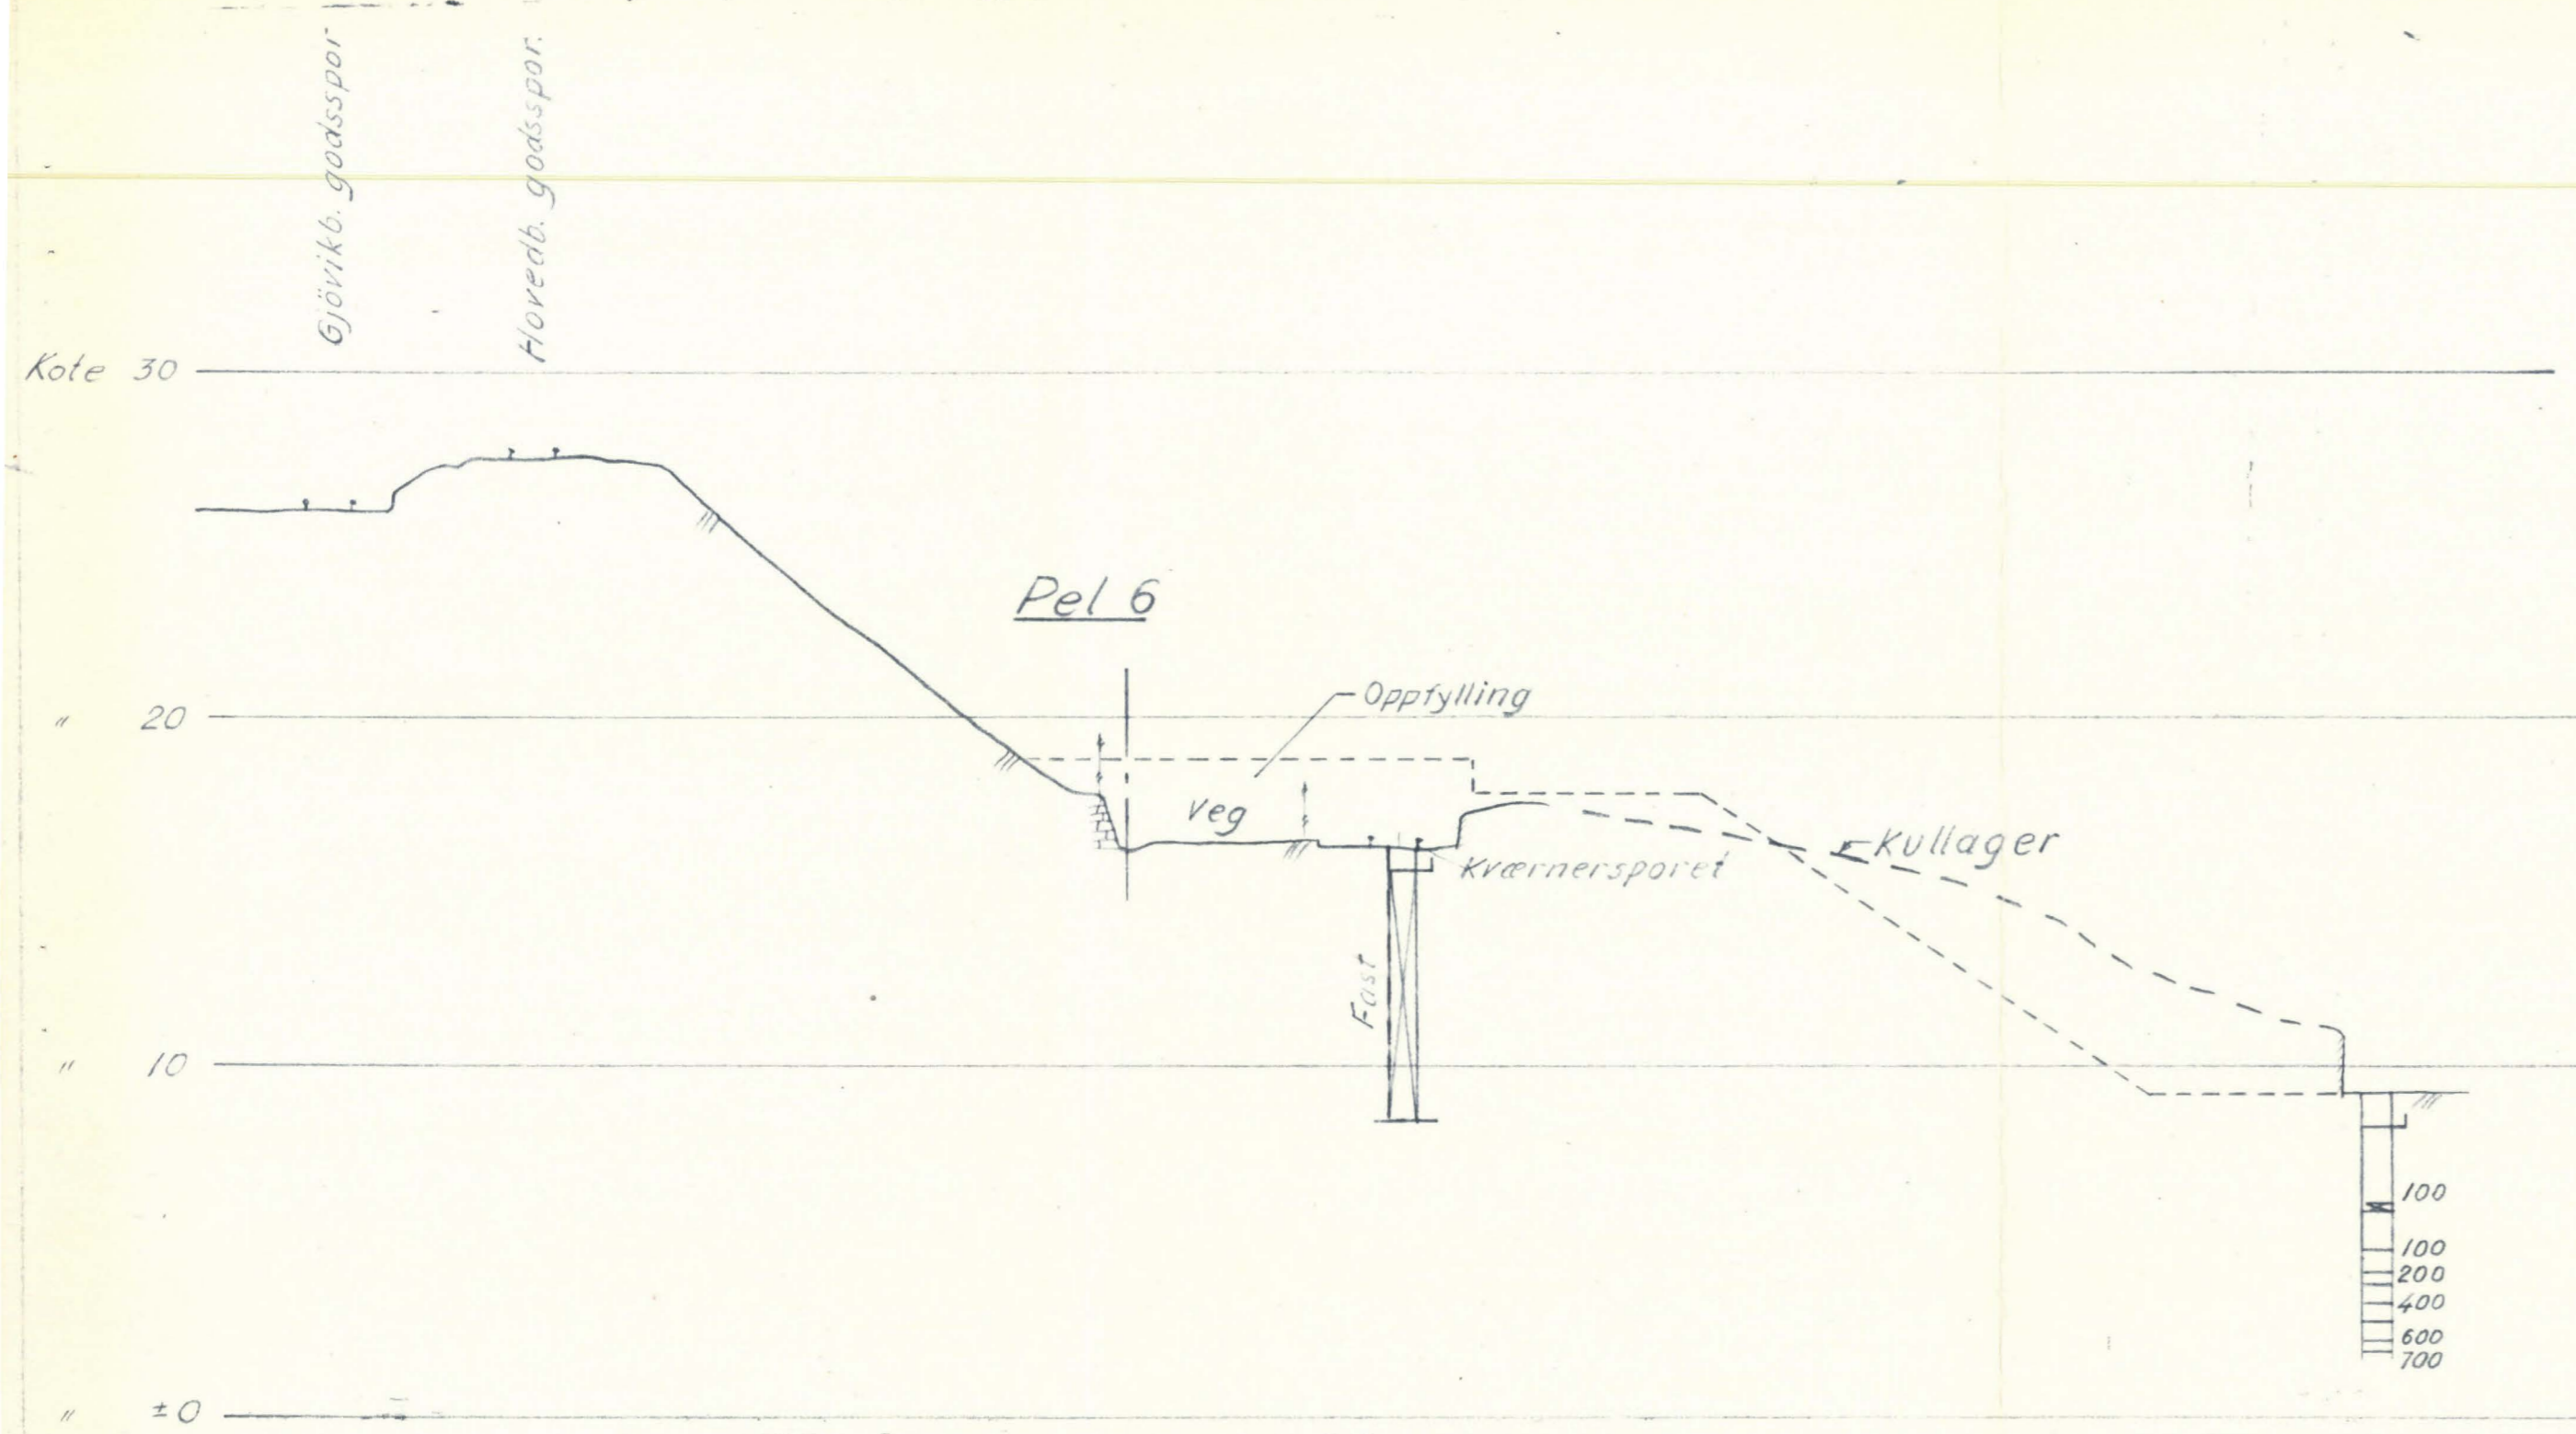 Gjövikb. godsspor
Hovedb. godsspor.
Kote 30
Pel 6
" 20
Oppfylling
Veg
Kullager
Kværnersporet
Fast
" 10
100
100
200
400
600
700
" ±0